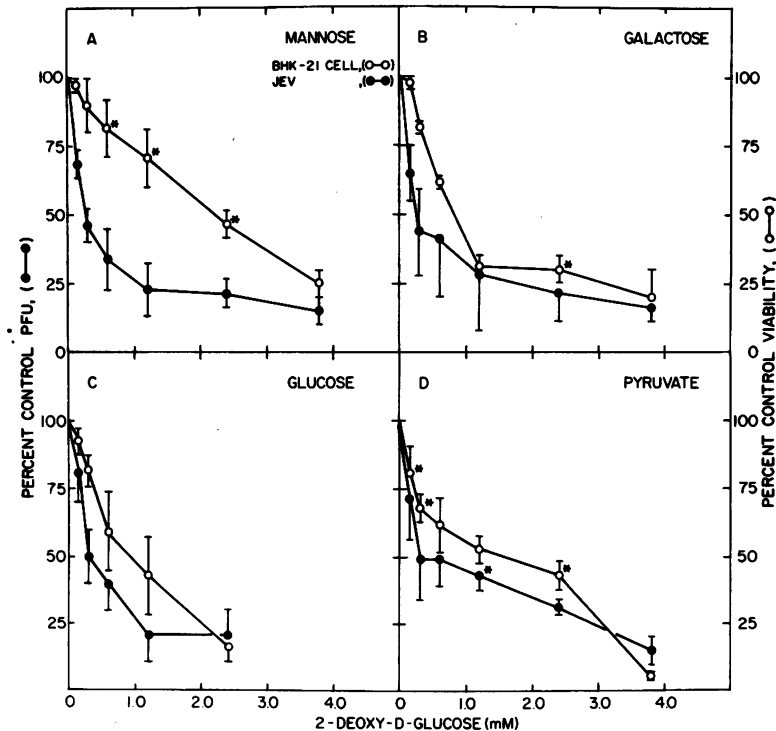 A
MANNOSE
BHK-21 CELL,(○-○)
JEV ,(●-●)
B
GALACTOSE
100
75
50
25
0
100
75
50
25
0
C
GLUCOSE
D
PYRUVATE
100
75
50
25
100
75
50
25
0
1.0
2.0
3.0
4.0
0
1.0
2.0
3.0
4.0
2-DEOXY-D-GLUCOSE(mM)
PERCENT CONTROL PFU, (●—●)
PERCENT CONTROL VIABILITY, (○—○)
*
*
*
*
*
*
*
*